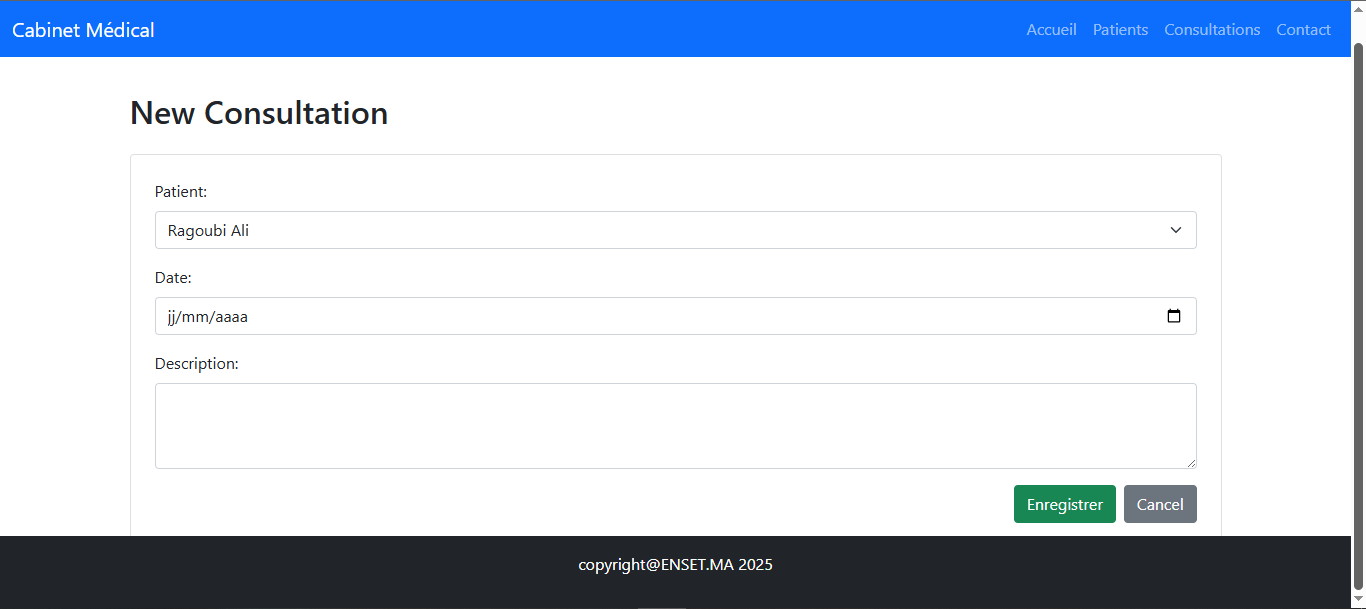 Cabinet Médical
Accueil Patients Consultations Contact
New Consultation
Patient:
Ragoubi Ali
Date:
jj/mm/aaaa
Description:
Enregistrer Cancel
copyright@ENSET.MA 2025